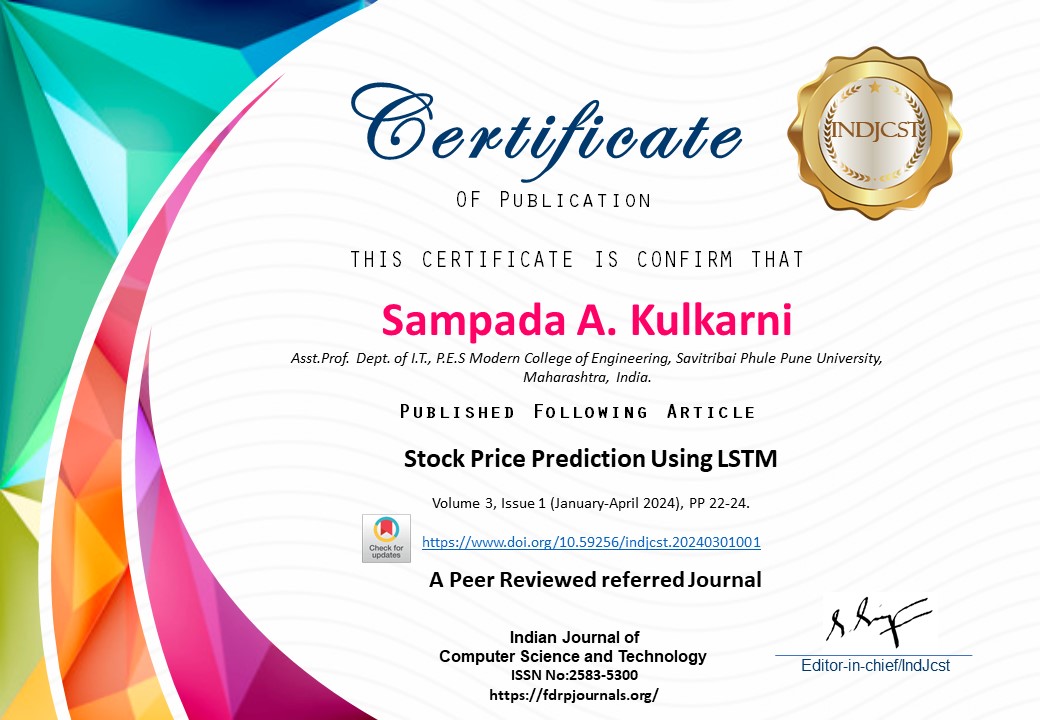 Certificate
OF PUBLICATION
INDJCST
THIS CERTIFICATE IS CONFIRM THAT
Sampada A. Kulkarni
Asst.Prof. Dept. of I.T., P.E.S Modern College of Engineering, Savitribai Phule Pune University,
Maharashtra, India.
PUBLISHED FOLLOWING ARTICLE
Stock Price Prediction Using LSTM
Volume 3, Issue 1 (January-April 2024), PP 22-24.
Check for
updates
https://www.doi.org/10.59256/indjcst.20240301001
A Peer Reviewed referred Journal
Indian Journal of
Computer Science and Technology
ISSN No:2583-5300
https://fdrpjournals.org/
Editor-in-chief/IndJcst